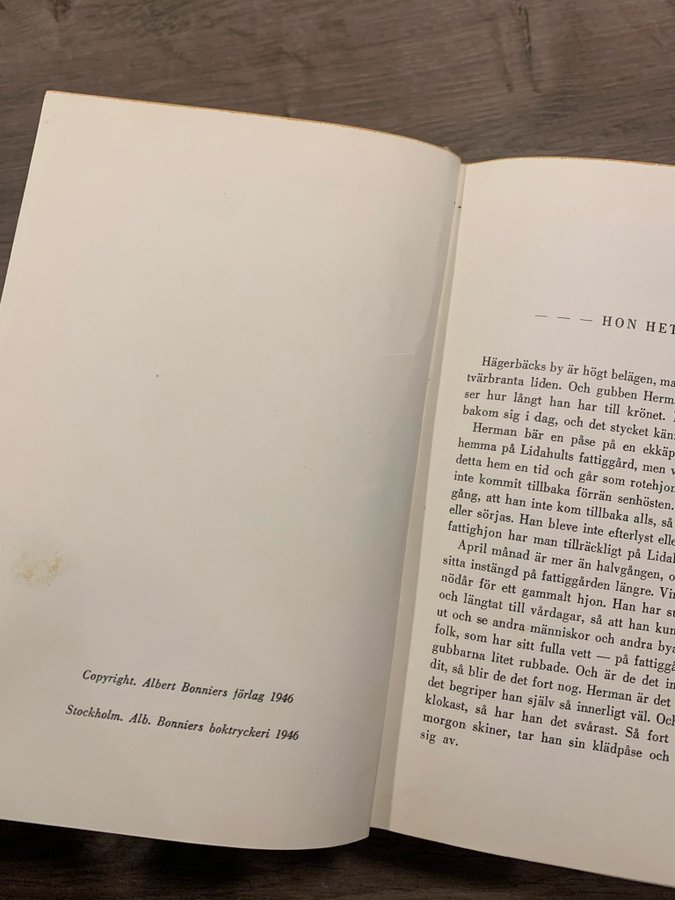 Copyright. Albert Bonniers förlag 1946
Stockholm. Alb. Bonniers boktryckeri 1946
— — — HON HET
Hägerbäcks by är högt belägen, ma
tvärbranta liden. Och gubben Herm
ser hur långt han har till krönet.
bakom sig i dag, och det stycket kän
Herman bär en påse på en ekkäp
hemma på Lidahults fattiggård, men v
detta hem en tid och går som rotehjon
inte kommit tillbaka förrän senhösten.
gång, att han inte kom tillbaka alls, så
eller sörjas. Han bleve inte efterlyst elle
fattighjon har man tillräckligt på Lidah
April månad är mer än halvgången, o
sitta instängd på fattiggården längre. Vin
nödår för ett gammalt hjon. Han har su
och längtat till vårdagar, så att han kun
ut och se andra människor och andra bya
folk, som har sitt fulla vett — på fattiggå
gubbarna litet rubbade. Och är de det in
dit, så blir de det fort nog. Herman är det
det begriper han själv så innerligt väl. Och
klokast, så har han det svårast. Så fort
morgon skiner, tar han sin klädpåse och
sig av.